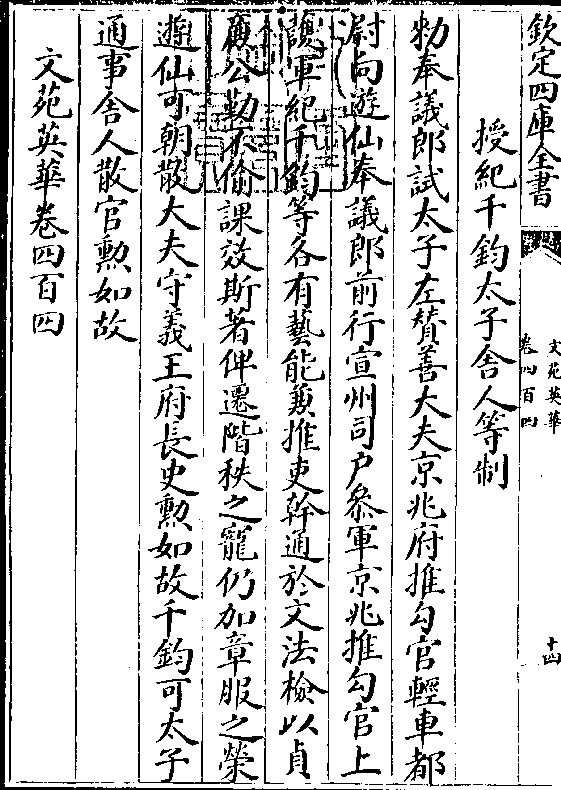 欽定四庫全書
文苑英華
卷四百四
十四
授紀千鈞太子舍人等制
勑奉議郎試太子左賛善大夫京兆府推勾官輕車都
尉向遊仙奉議郎前行宣州司户叅軍京兆推勾官上
護軍紀千鈞等各有藝能兼推吏幹通於文法檢以貞
廉公勤不偷課效斯著俾遷階秩之寵仍加章服之榮
遊仙可朝散大夫守義王府長史勲如故千鈞可太子
通事舍人散官勲如故
文苑英華卷四百四